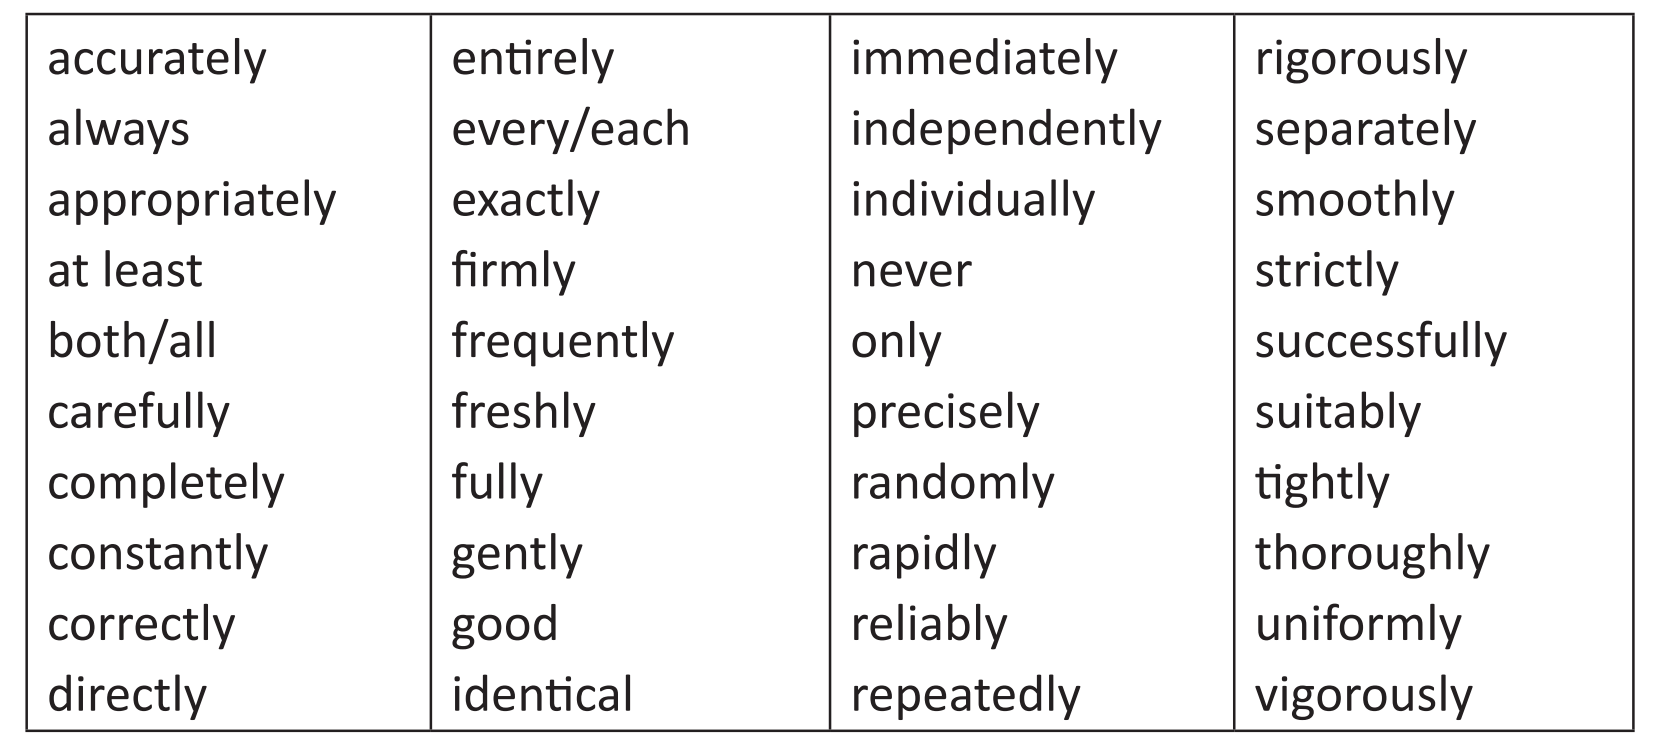 accurately
always
appropriately
at least
both/all
carefully
completely
constantly
correctly
directly
entirely
every/each
exactly
firmly
frequently
freshly
fully
gently
good
identical
immediately
independently
individually
never
only
precisely
randomly
rapidly
reliably
repeatedly
rigorously
separately
smoothly
strictly
successfully
suitably
tightly
thoroughly
uniformly
vigorously